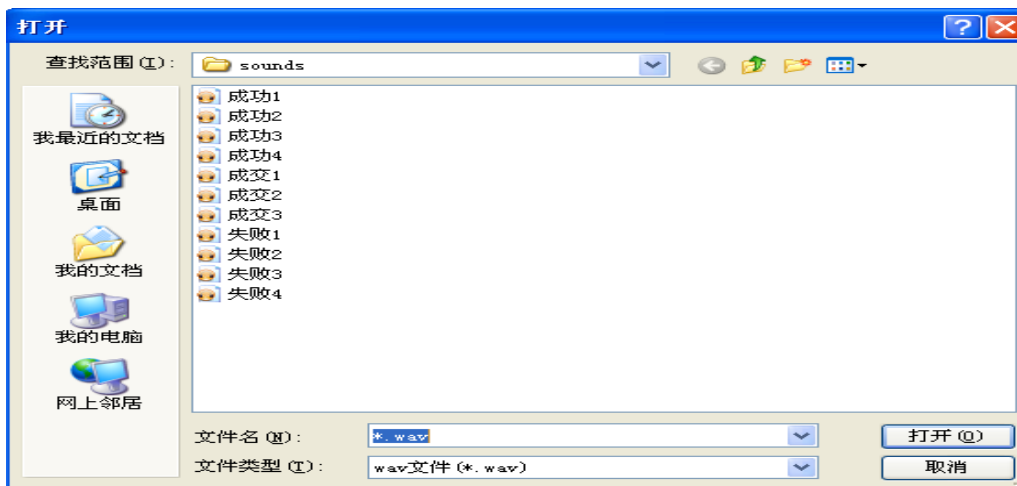 打开
查找范围(I):
sounds
我最近的文档
桌面
我的文档
我的电脑
网上邻居
成功1
成功2
成功3
成功4
成交1
成交2
成交3
失败1
失败2
失败3
失败4
文件名(N):
*.wav
打开(O)
文件类型(T):
wav文件(*.wav)
取消